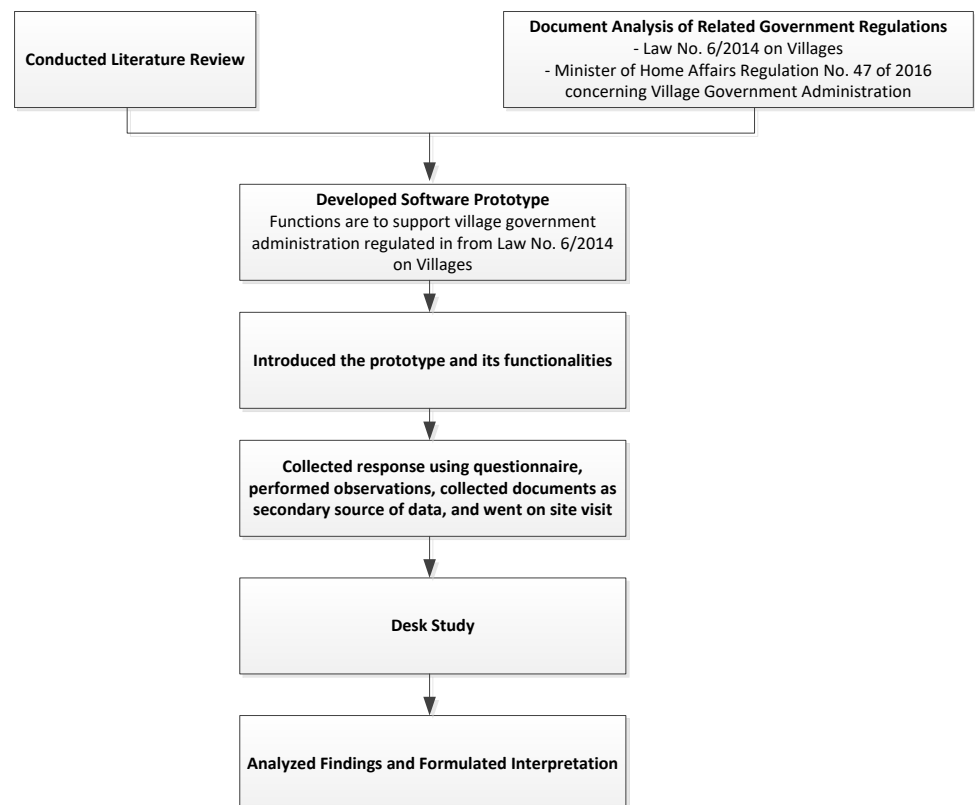 Conducted Literature Review
Document Analysis of Related Government Regulations
- Law No. 6/2014 on Villages
- Minister of Home Affairs Regulation No. 47 of 2016
concerning Village Government Administration
Developed Software Prototype
Functions are to support village government
administration regulated in from Law No. 6/2014
on Villages
Introduced the prototype and its functionalities
Collected response using questionnaire,
performed observations, collected documents as
secondary source of data, and went on site visit
Desk Study
Analyzed Findings and Formulated Interpretation